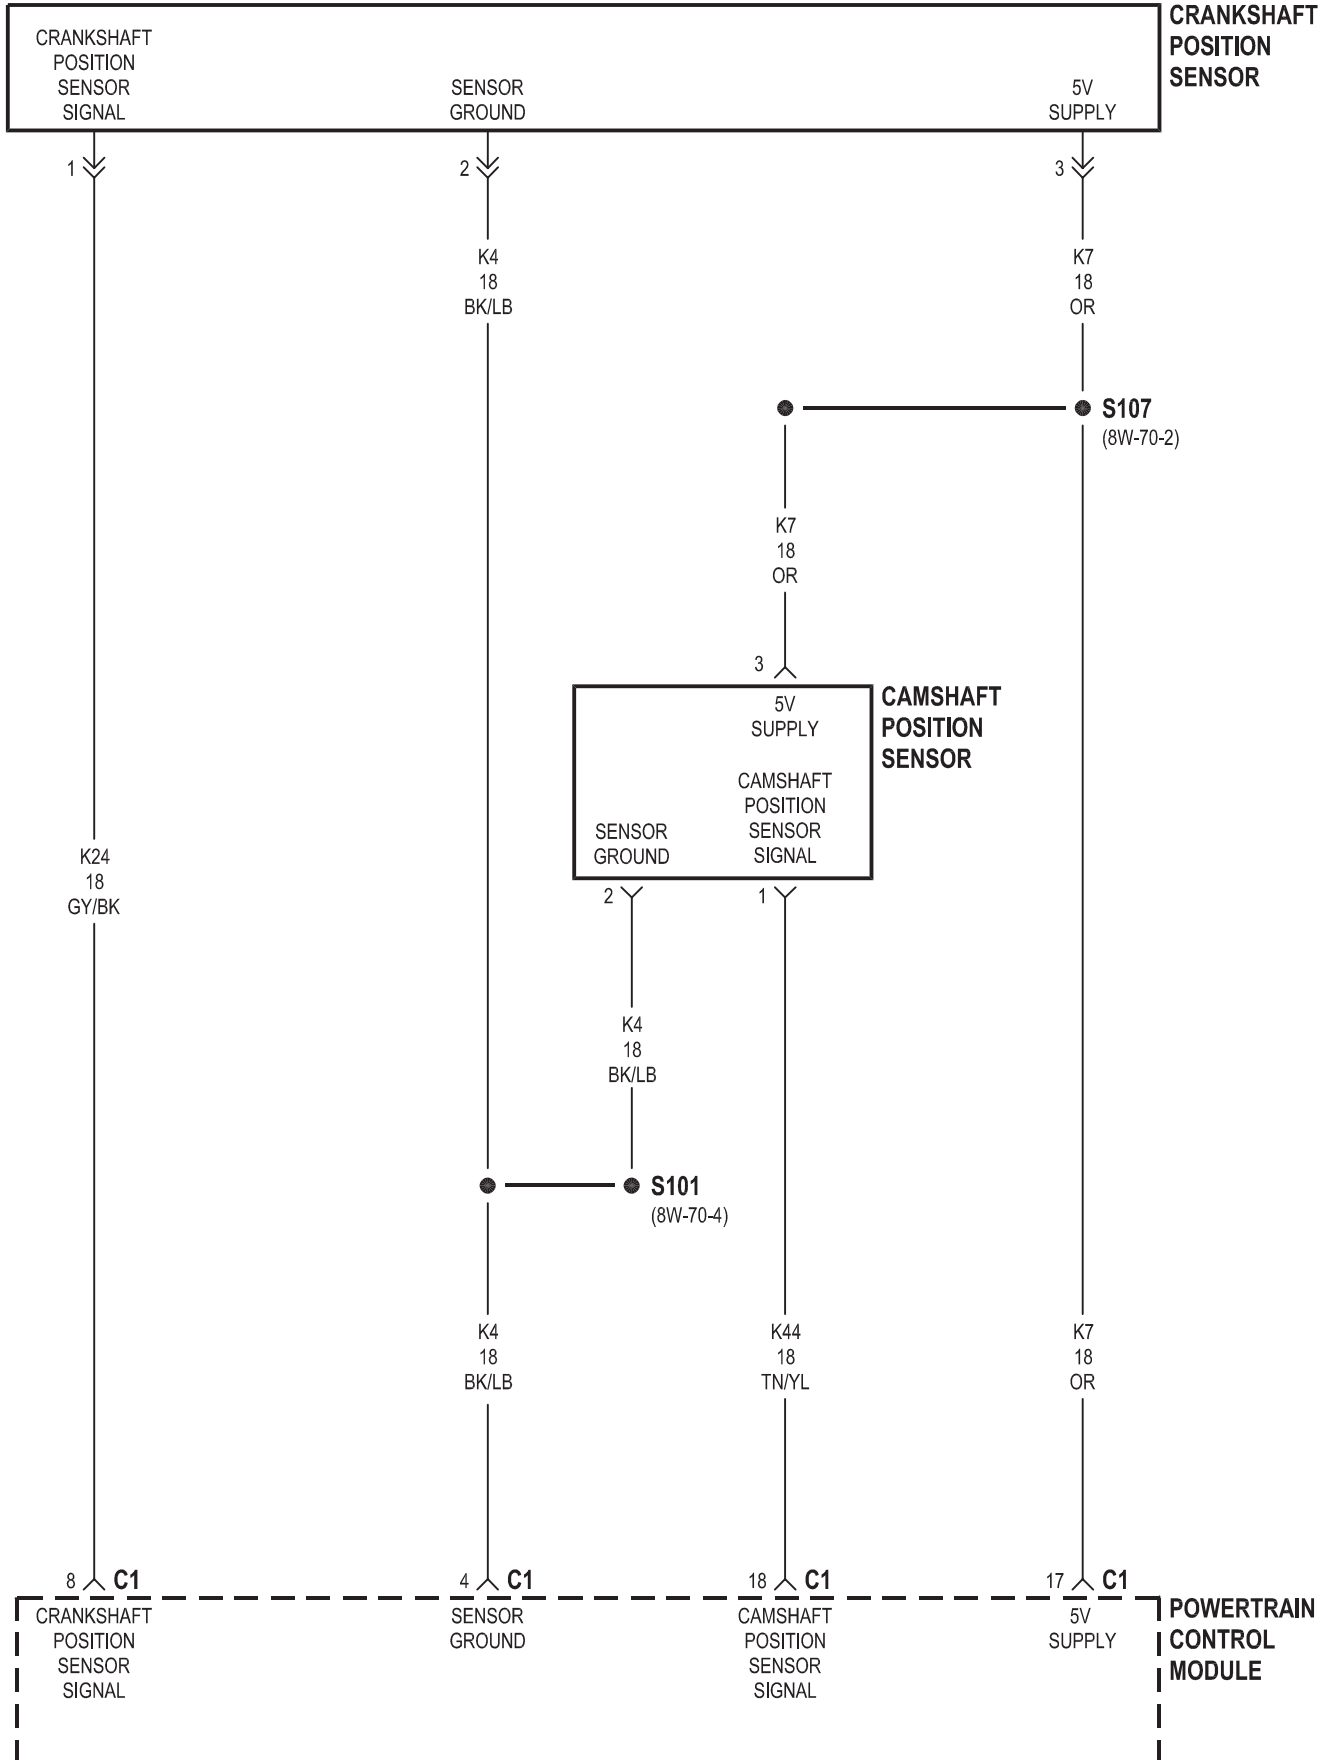 CRANKSHAFT
POSITION
SENSOR
CRANKSHAFT
POSITION
SENSOR
SIGNAL
SENSOR
GROUND
5V
SUPPLY
1
2
3
K4
18
BK/LB
K7
18
OR
S107
(8W-70-2)
K7
18
OR
3
CAMSHAFT
POSITION
SENSOR
5V
SUPPLY
CAMSHAFT
POSITION
SENSOR
SIGNAL
SENSOR
GROUND
K24
18
GY/BK
2
1
K4
18
BK/LB
S101
(8W-70-4)
K4
18
BK/LB
K44
18
TN/YL
K7
18
OR
8 C1
4 C1
18 C1
17 C1
CRANKSHAFT
POSITION
SENSOR
SIGNAL
SENSOR
GROUND
CAMSHAFT
POSITION
SENSOR
SIGNAL
5V
SUPPLY
POWERTRAIN
CONTROL
MODULE